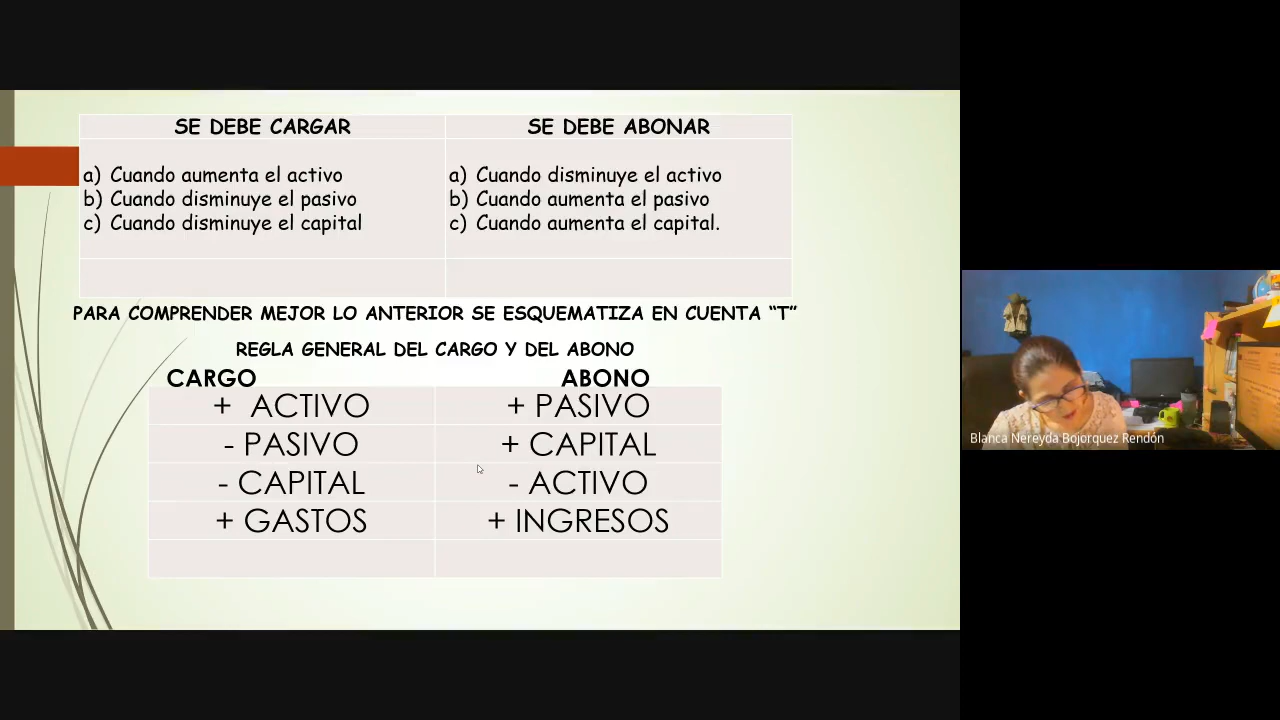 SE DEBE CARGAR
SE DEBE ABONAR
a) Cuando aumenta el activo
b) Cuando disminuye el pasivo
c) Cuando disminuye el capital
a) Cuando disminuye el activo
b) Cuando aumenta el pasivo
c) Cuando aumenta el capital.
PARA COMPRENDER MEJOR LO ANTERIOR SE ESQUEMATIZA EN CUENTA “T”
REGLA GENERAL DEL CARGO Y DEL ABONO
CARGO
ABONO
+ ACTIVO
+ PASIVO
- PASIVO
+ CAPITAL
- CAPITAL
- ACTIVO
+ GASTOS
+ INGRESOS
Blanca Nereyda Bojorquez Rendón